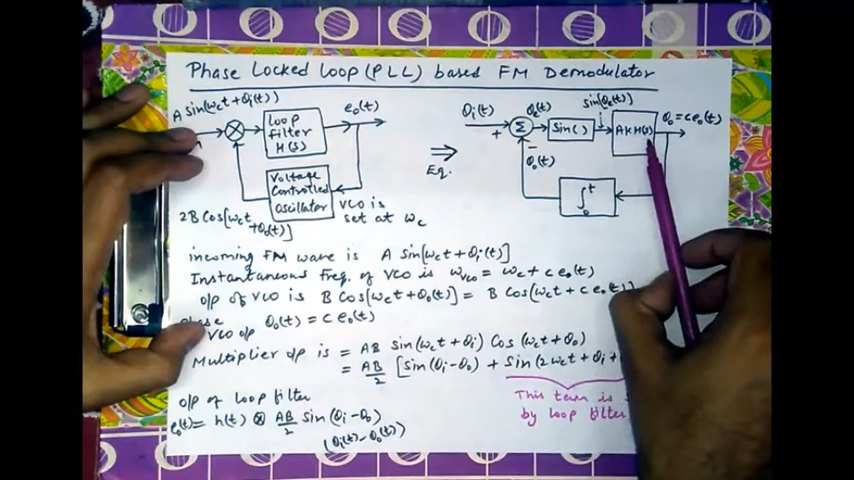 Phase Locked loop (PLL) based FM Demodulator
A Sin(ωct + θi(t))
Loop
filter
H(s)
e₀(t)
Voltage
Controlled
Oscillator
2B Cos[ωct
+θ₀(t)]
VCO is
set at ωc
⇒
Eq.
θi(t)
+
Σ
−
θe(t)
Sin( )
sin[θe(t)]
AKH(s)
θ̇₀ = c e₀(t)
θ₀(t)
∫₀ᵗ
incoming FM wave is A sin[ωct + θi(t)]
Instantaneous Freq. of VCO is ωvco = ωc + c e₀(t)
o/p of VCO is B Cos[ωct + θ₀(t)] = B cos[ωct + c e₀(t)]
θ̇₀(t) = c e₀(t)
VCO o/p
Multiplier o/p is = AB sin(ωct + θi) Cos(ωct + θ₀)
= AB/2 [sin(θi − θ₀) + Sin(2ωct + θi +
This term is
by loop filter
o/p of loop filter
e₀(t) = h(t) ⊗ AB/2 sin(θi − θ₀)
(θi(t) − θ₀(t))